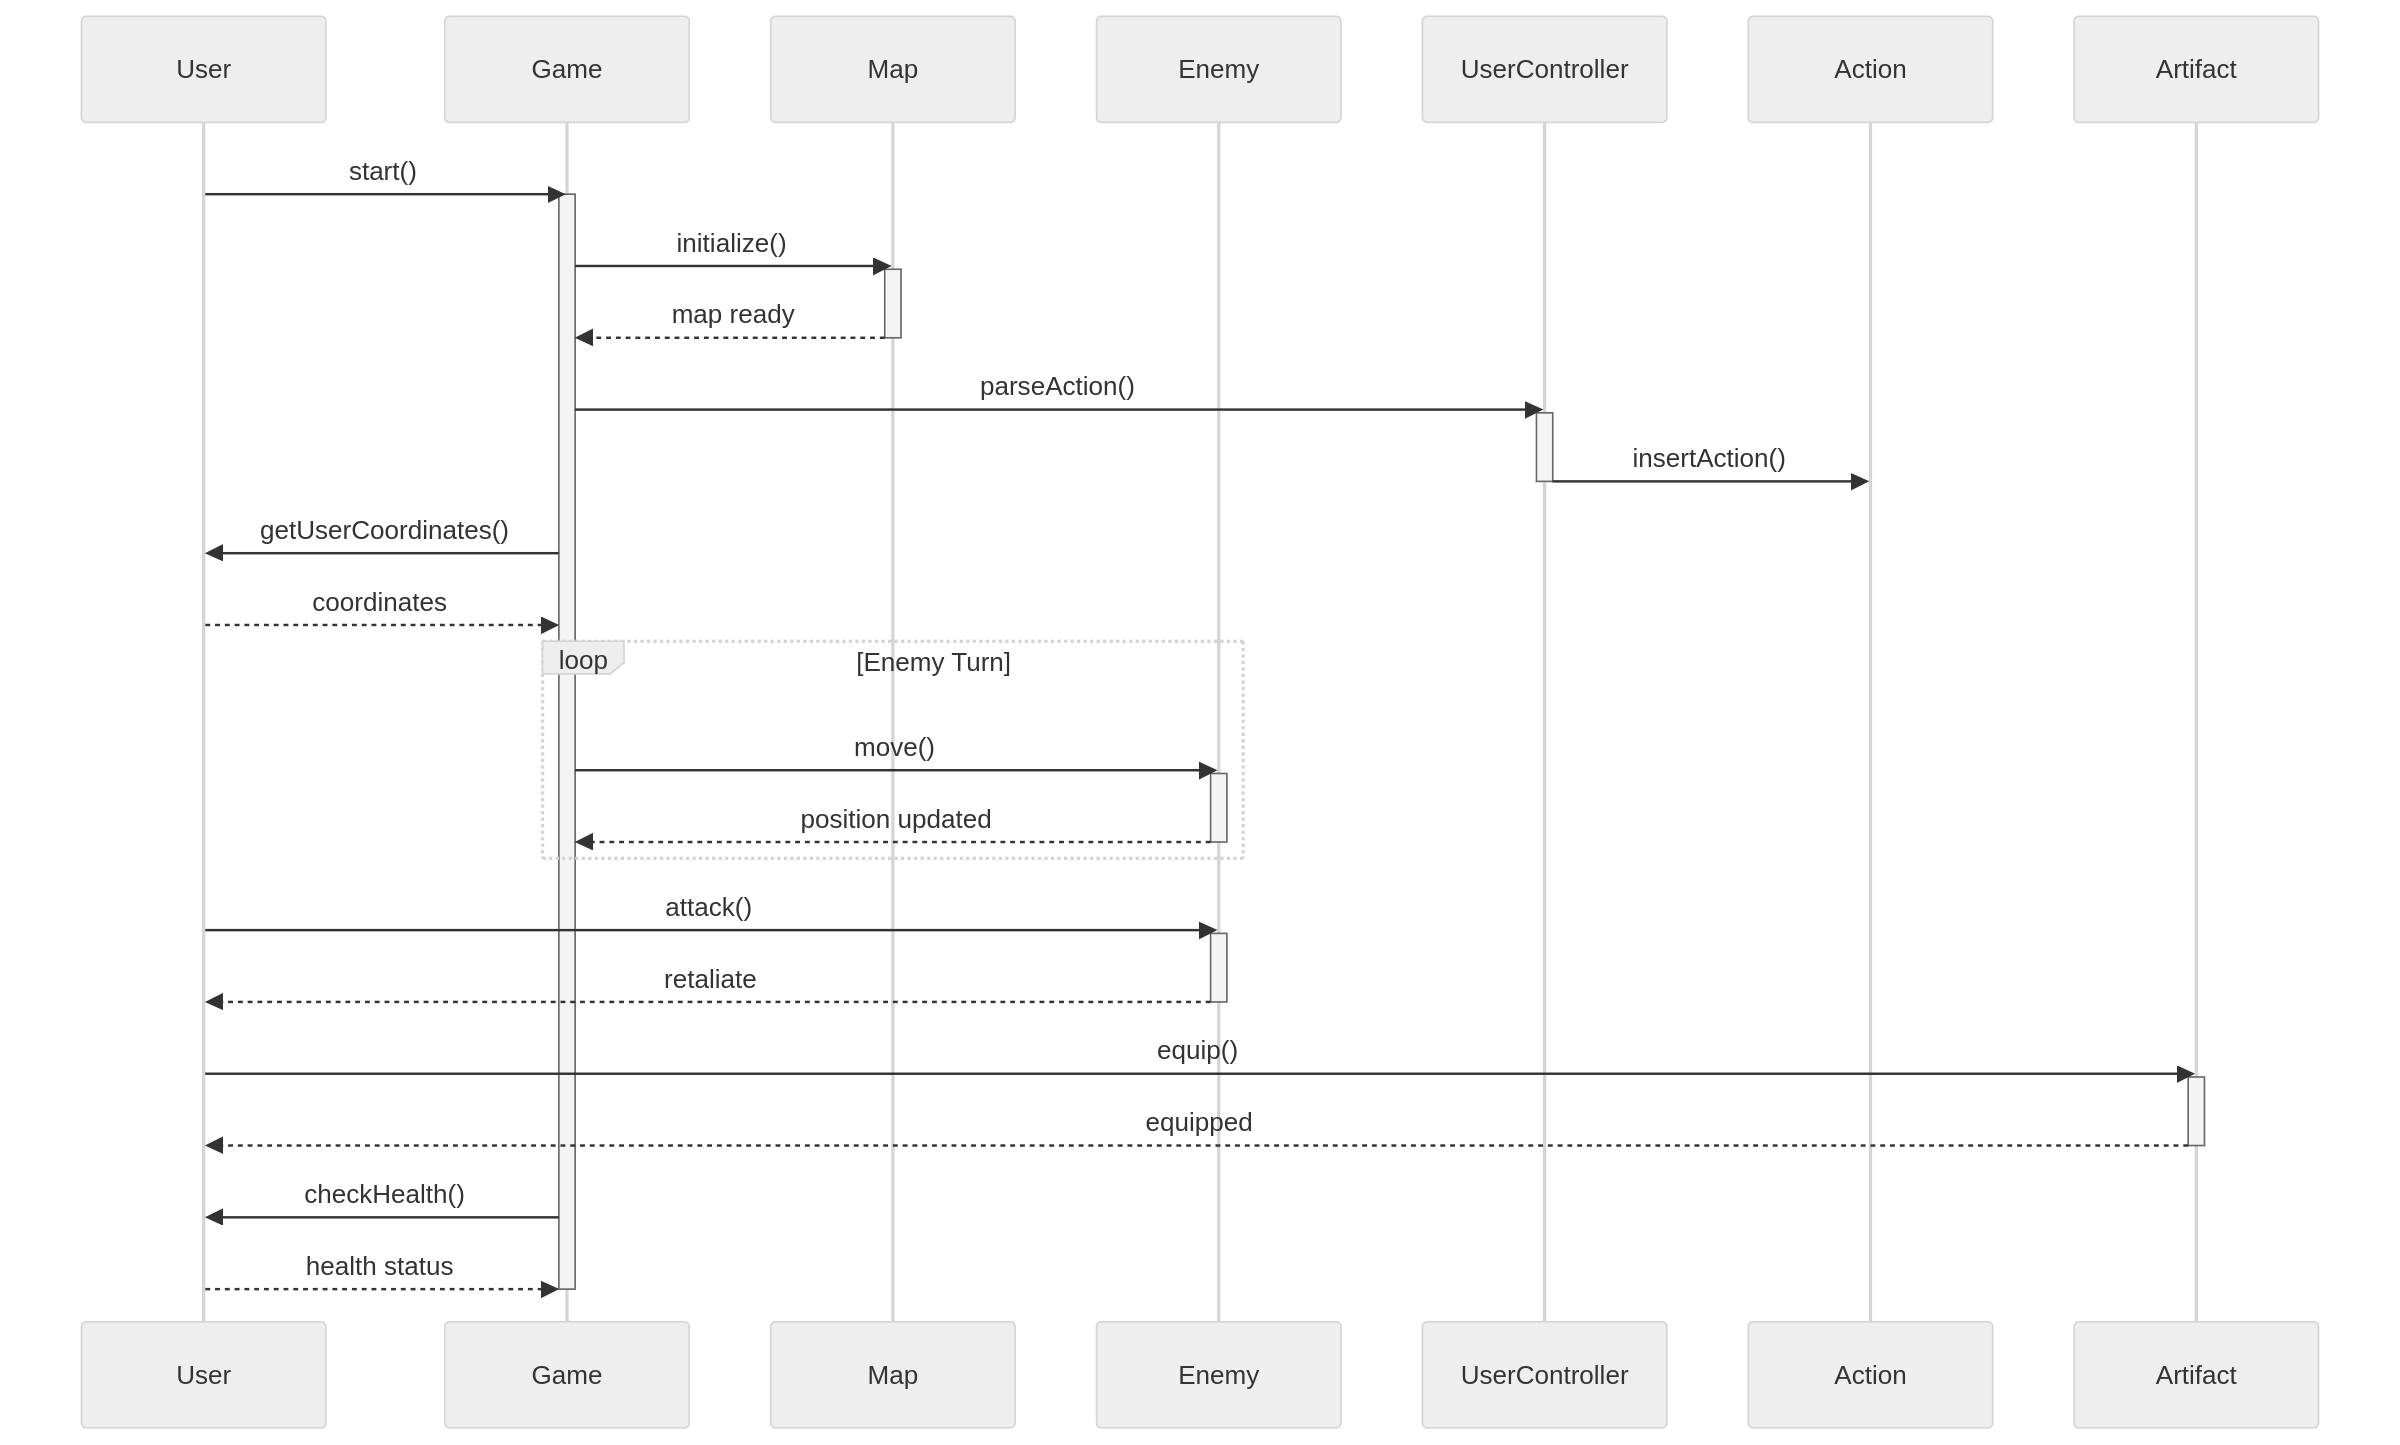 User
Game
Map
Enemy
UserController
Action
Artifact
start()
initialize()
map ready
parseAction()
insertAction()
getUserCoordinates()
coordinates
loop
[Enemy Turn]
move()
position updated
attack()
retaliate
equip()
equipped
checkHealth()
health status
User
Game
Map
Enemy
UserController
Action
Artifact